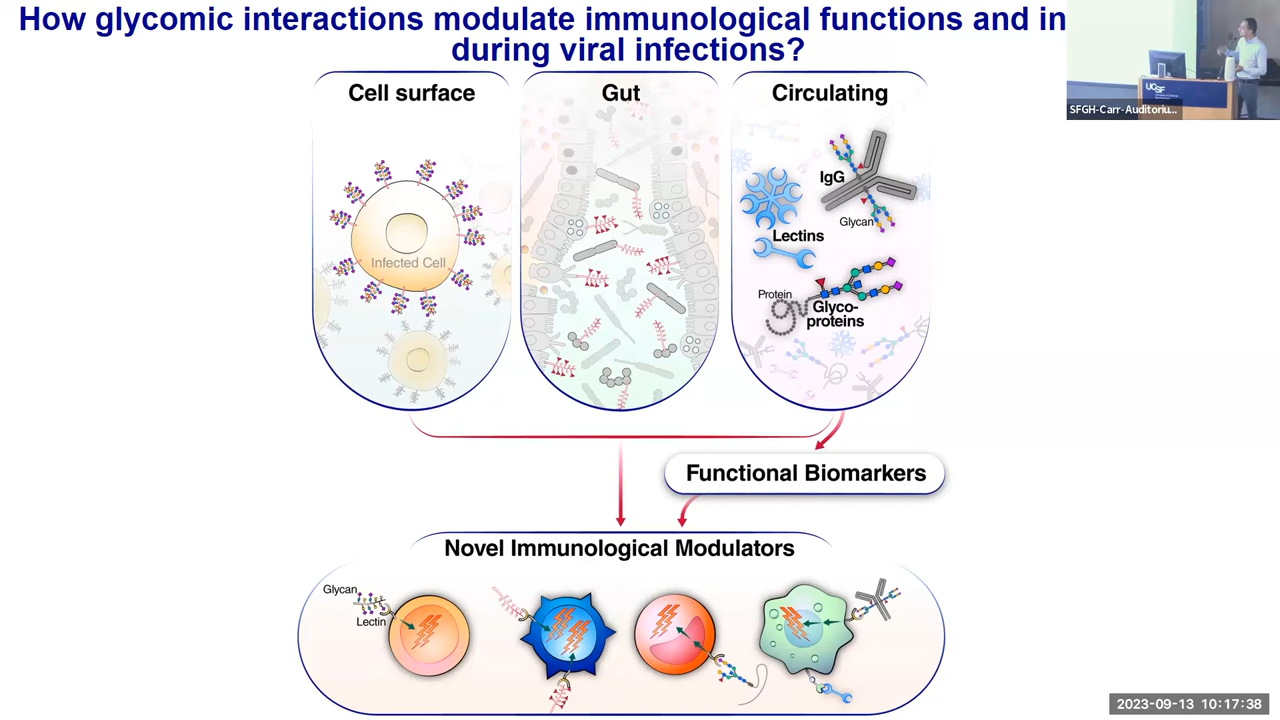 How glycomic interactions modulate immunological functions and in
during viral infections?
Cell surface
Gut
Circulating
Infected Cell
IgG
Glycan
Lectins
Protein
Glyco-
proteins
Functional Biomarkers
Novel Immunological Modulators
Glycan
Lectin
UCSF
SFGH-Carr-Auditoriu...
2023-09-13 10:17:38